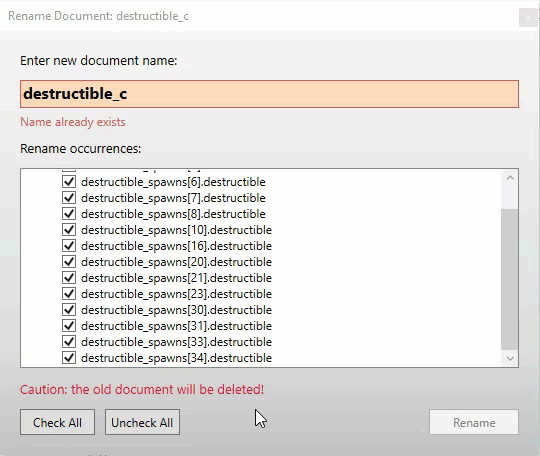 Rename Document: destructible_c
Enter new document name:
destructible_c
Name already exists
Rename occurrences:
destructible_spawns[6].destructible
destructible_spawns[7].destructible
destructible_spawns[8].destructible
destructible_spawns[10].destructible
destructible_spawns[16].destructible
destructible_spawns[20].destructible
destructible_spawns[21].destructible
destructible_spawns[23].destructible
destructible_spawns[30].destructible
destructible_spawns[31].destructible
destructible_spawns[33].destructible
destructible_spawns[34].destructible
Caution: the old document will be deleted!
Check All Uncheck All Rename